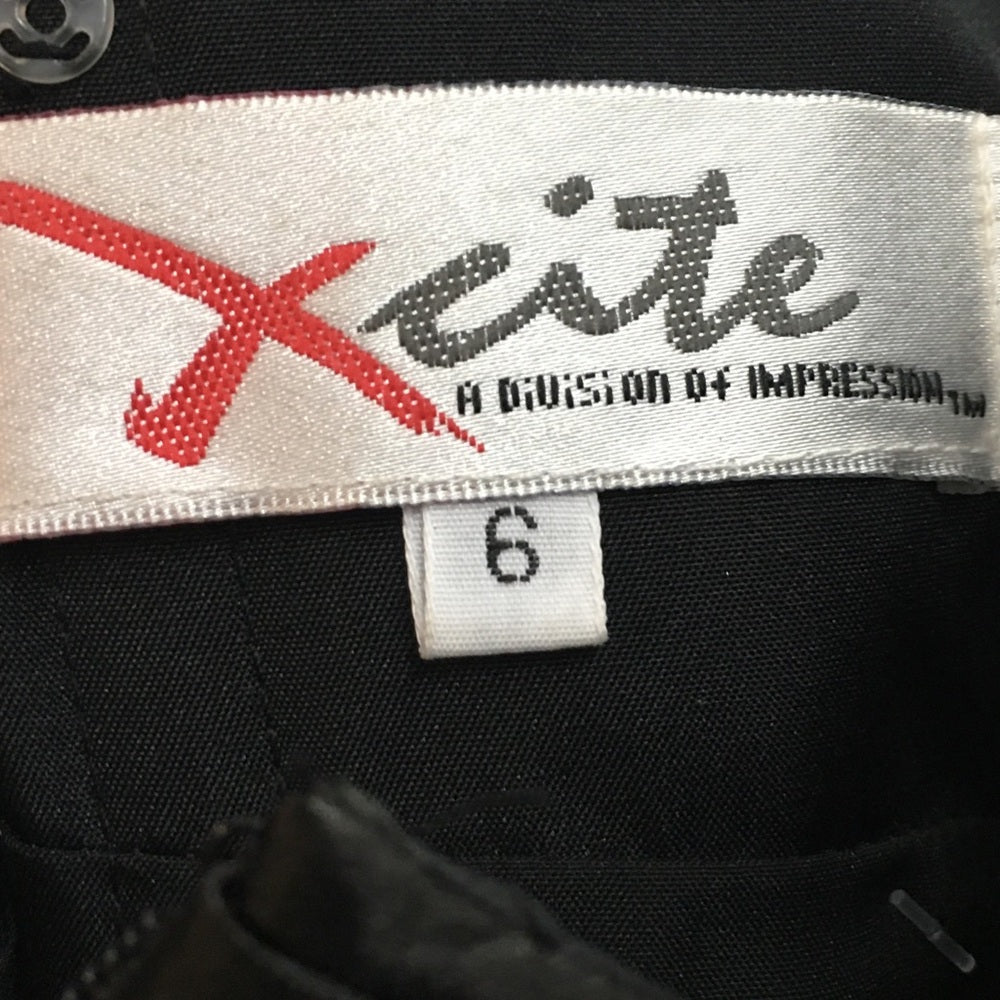 Xcite
A DiViSiON OF IMPRESSION™
6